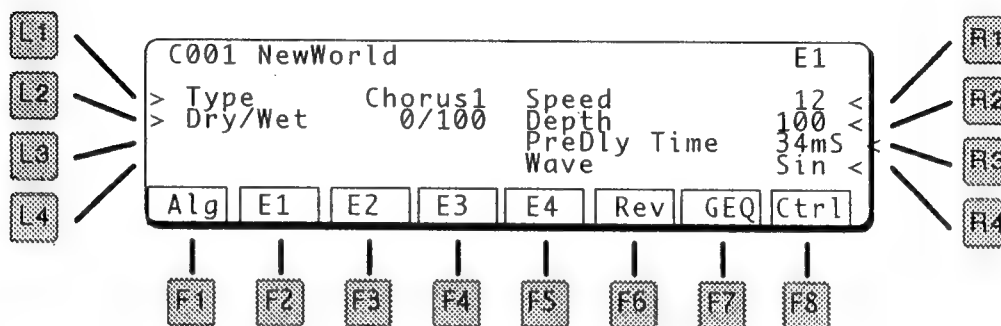 L1
L2
L3
L4
C001 NewWorld E1
> Type Chorus1 Speed 12 <
> Dry/Wet 0/100 Depth 100 <
PreDly Time 34mS <
Wave Sin <
Alg E1 E2 E3 E4 Rev GEQ Ctrl
R1
R2
R3
R4
F1 F2 F3 F4 F5 F6 F7 F8